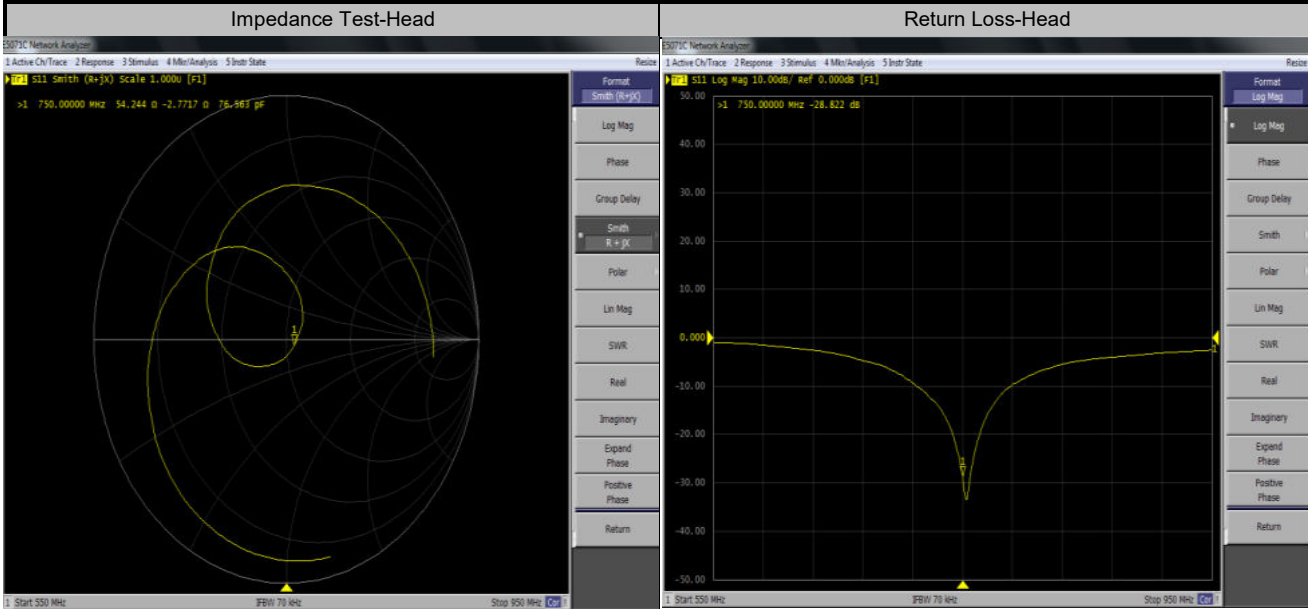 Impedance Test-Head
E5071C Network Analyzer
1 Active Ch/Trace 2 Response 3 Stimulus 4 Mkr/Analysis 5 Instr State
Resize
Tr1 S11 Smith (R+jX) Scale 1.000U [F1]
>1 750.00000 MHz 54.244 Ω -2.7717 Ω 76.563 pF
1
Format
Smith (R+jX)
Log Mag
Phase
Group Delay
Smith
R + jX
Polar
Lin Mag
SWR
Real
Imaginary
Expand
Phase
Positive
Phase
Return
1 Start 550 MHz
IFBW 70 kHz
Stop 950 MHz Cor !
Return Loss-Head
E5071C Network Analyzer
1 Active Ch/Trace 2 Response 3 Stimulus 4 Mkr/Analysis 5 Instr State
Resize
Tr1 S11 Log Mag 10.00dB/ Ref 0.000dB [F1]
50.00
>1 750.00000 MHz -28.822 dB
40.00
30.00
20.00
10.00
0.000
-10.00
-20.00
-30.00
-40.00
-50.00
1
1
Format
Log Mag
Log Mag
Phase
Group Delay
Smith
Polar
Lin Mag
SWR
Real
Imaginary
Expand
Phase
Positive
Phase
Return
1 Start 550 MHz
IFBW 70 kHz
Stop 950 MHz Cor !